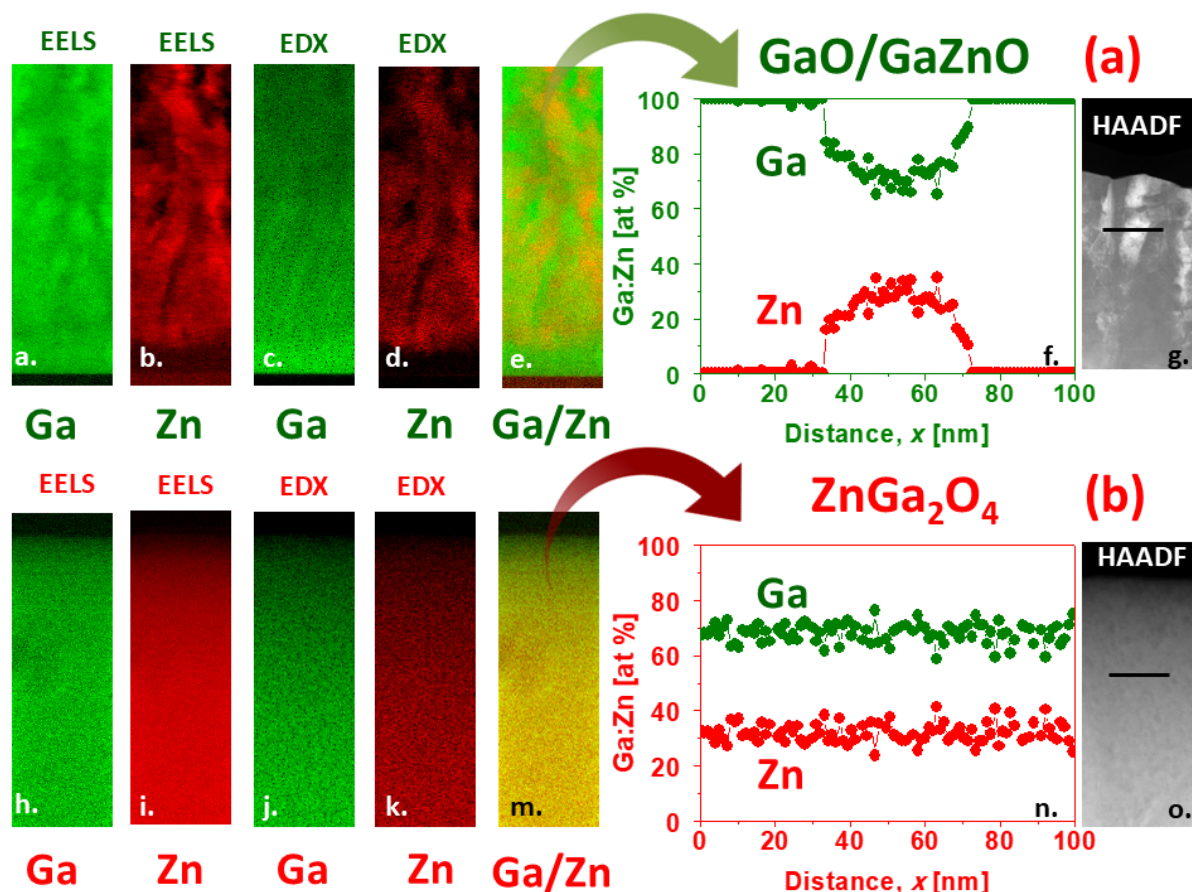 EELS EELS EDX EDX
GaO/GaZnO (a)
a. b. c. d. e.
Ga Zn Ga Zn Ga/Zn
100
80
60
40
20
0
Ga:Zn [at %]
Ga
Zn
f.
0 20 40 60 80 100
Distance, x [nm]
HAADF
g.
EELS EELS EDX EDX
ZnGa₂O₄ (b)
h. i. j. k. m.
Ga Zn Ga Zn Ga/Zn
100
80
60
40
20
0
Ga:Zn [at %]
Ga
Zn
n.
0 20 40 60 80 100
Distance, x [nm]
HAADF
o.